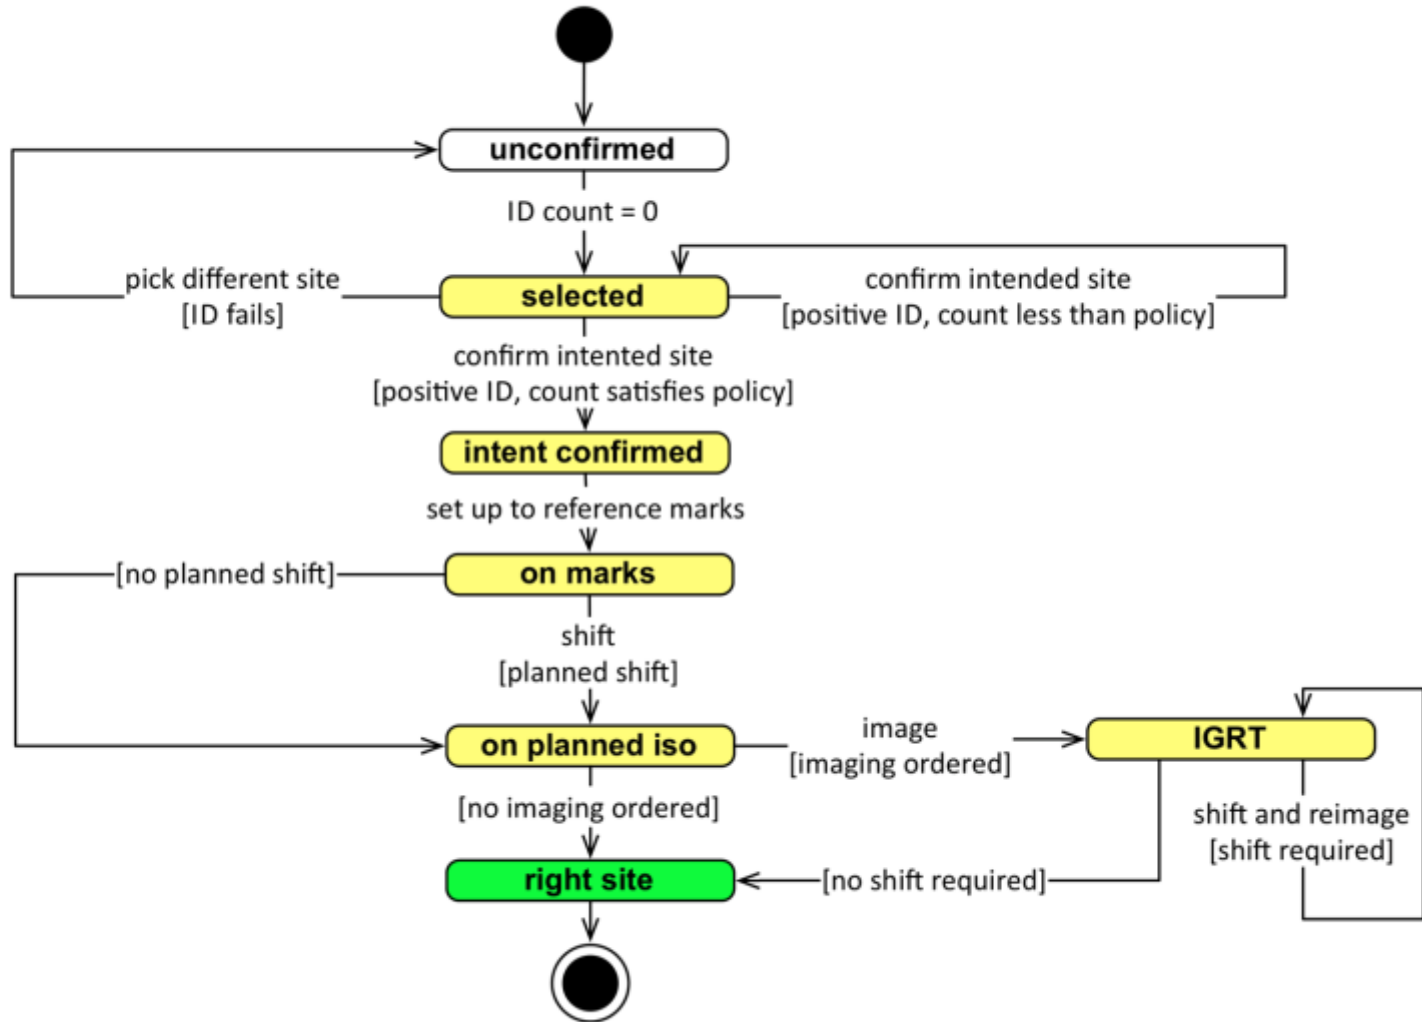 unconfirmed
ID count = 0
pick different site
[ID fails]
selected
confirm intended site
[positive ID, count less than policy]
confirm intented site
[positive ID, count satisfies policy]
intent confirmed
set up to reference marks
[no planned shift]
on marks
shift
[planned shift]
on planned iso
image
[imaging ordered]
IGRT
[no imaging ordered]
shift and reimage
[shift required]
right site
[no shift required]